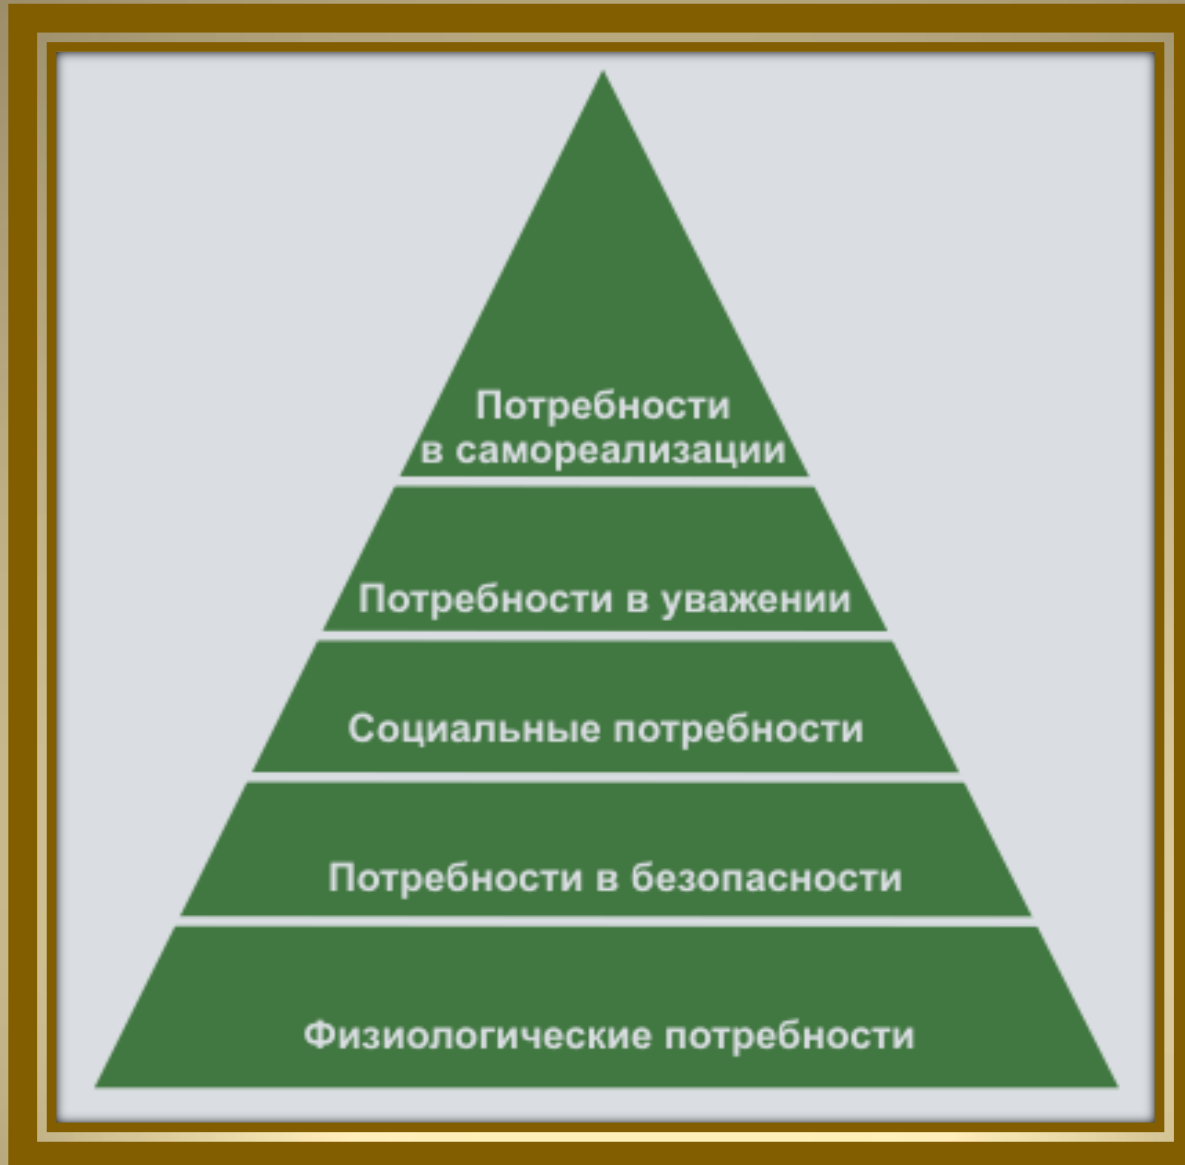 Потребности
в самореализации
Потребности в уважении
Социальные потребности
Потребности в безопасности
Физиологические потребности